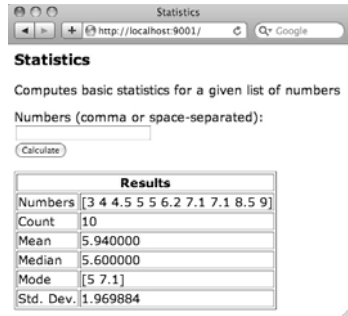 Statistics
http://localhost:9001/
Google
Statistics
Computes basic statistics for a given list of numbers
Numbers (comma or space-separated):
Calculate
Results
Numbers [3 4 4.5 5 5 6.2 7.1 7.1 8.5 9]
Count 10
Mean 5.940000
Median 5.600000
Mode [5 7.1]
Std. Dev. 1.969884